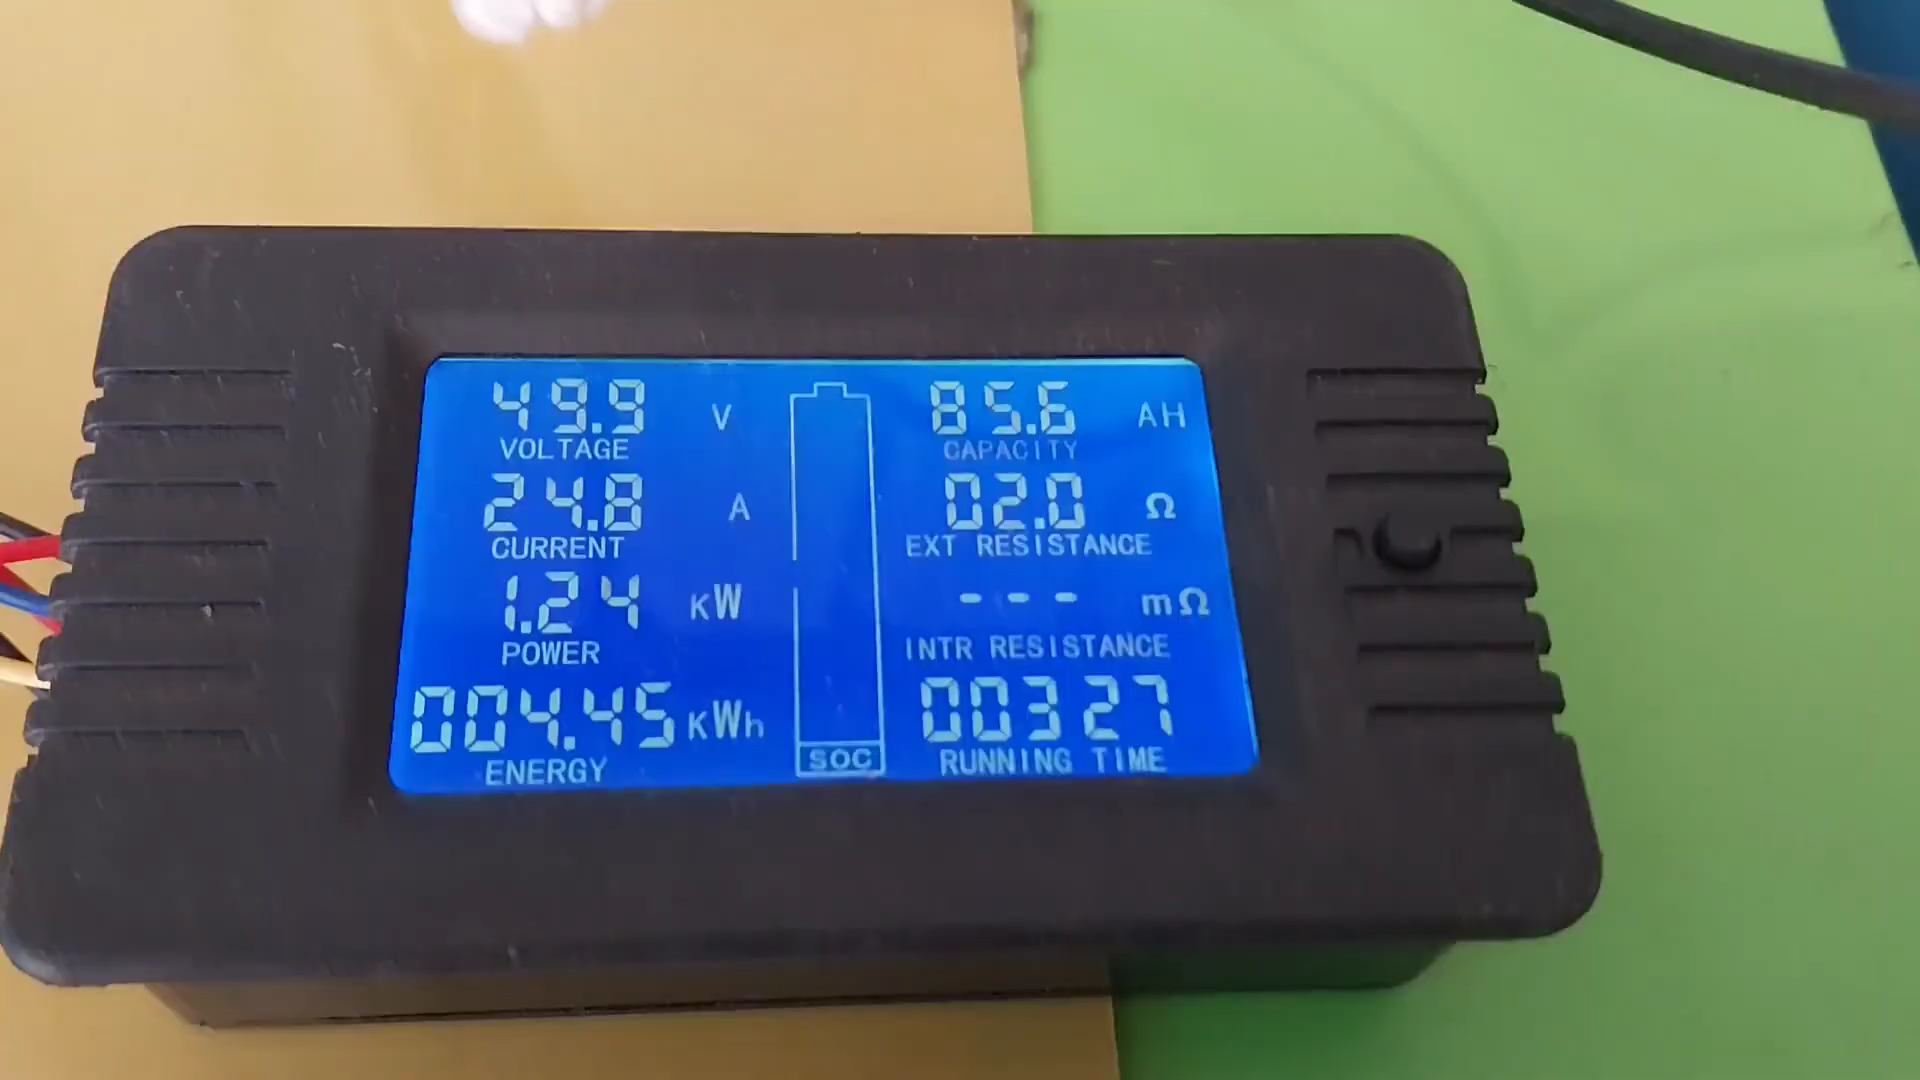 49.9 V
VOLTAGE
24.8 A
CURRENT
1.24 KW
POWER
004.45 KWh
ENERGY
SOC
85.6 AH
CAPACITY
02.0 Ω
EXT RESISTANCE
--- mΩ
INTR RESISTANCE
00327
RUNNING TIME